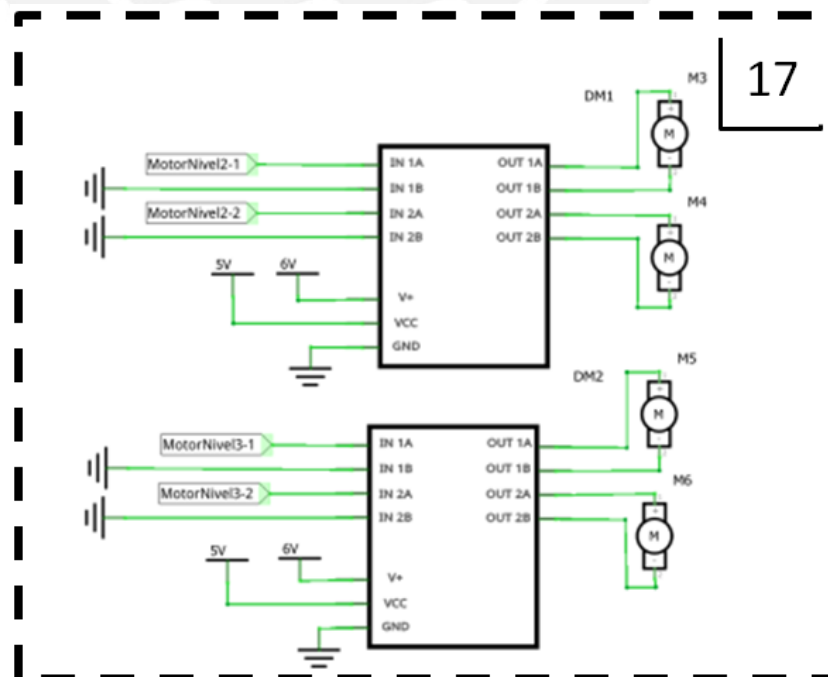 17
DM1
M3
MotorNivel2-1
IN 1A
OUT 1A
M
IN 1B
OUT 1B
MotorNivel2-2
IN 2A
OUT 2A
M4
IN 2B
OUT 2B
M
5V
6V
V+
VCC
GND
DM2
M5
MotorNivel3-1
IN 1A
OUT 1A
M
IN 1B
OUT 1B
MotorNivel3-2
IN 2A
OUT 2A
M6
IN 2B
OUT 2B
M
5V
6V
V+
VCC
GND